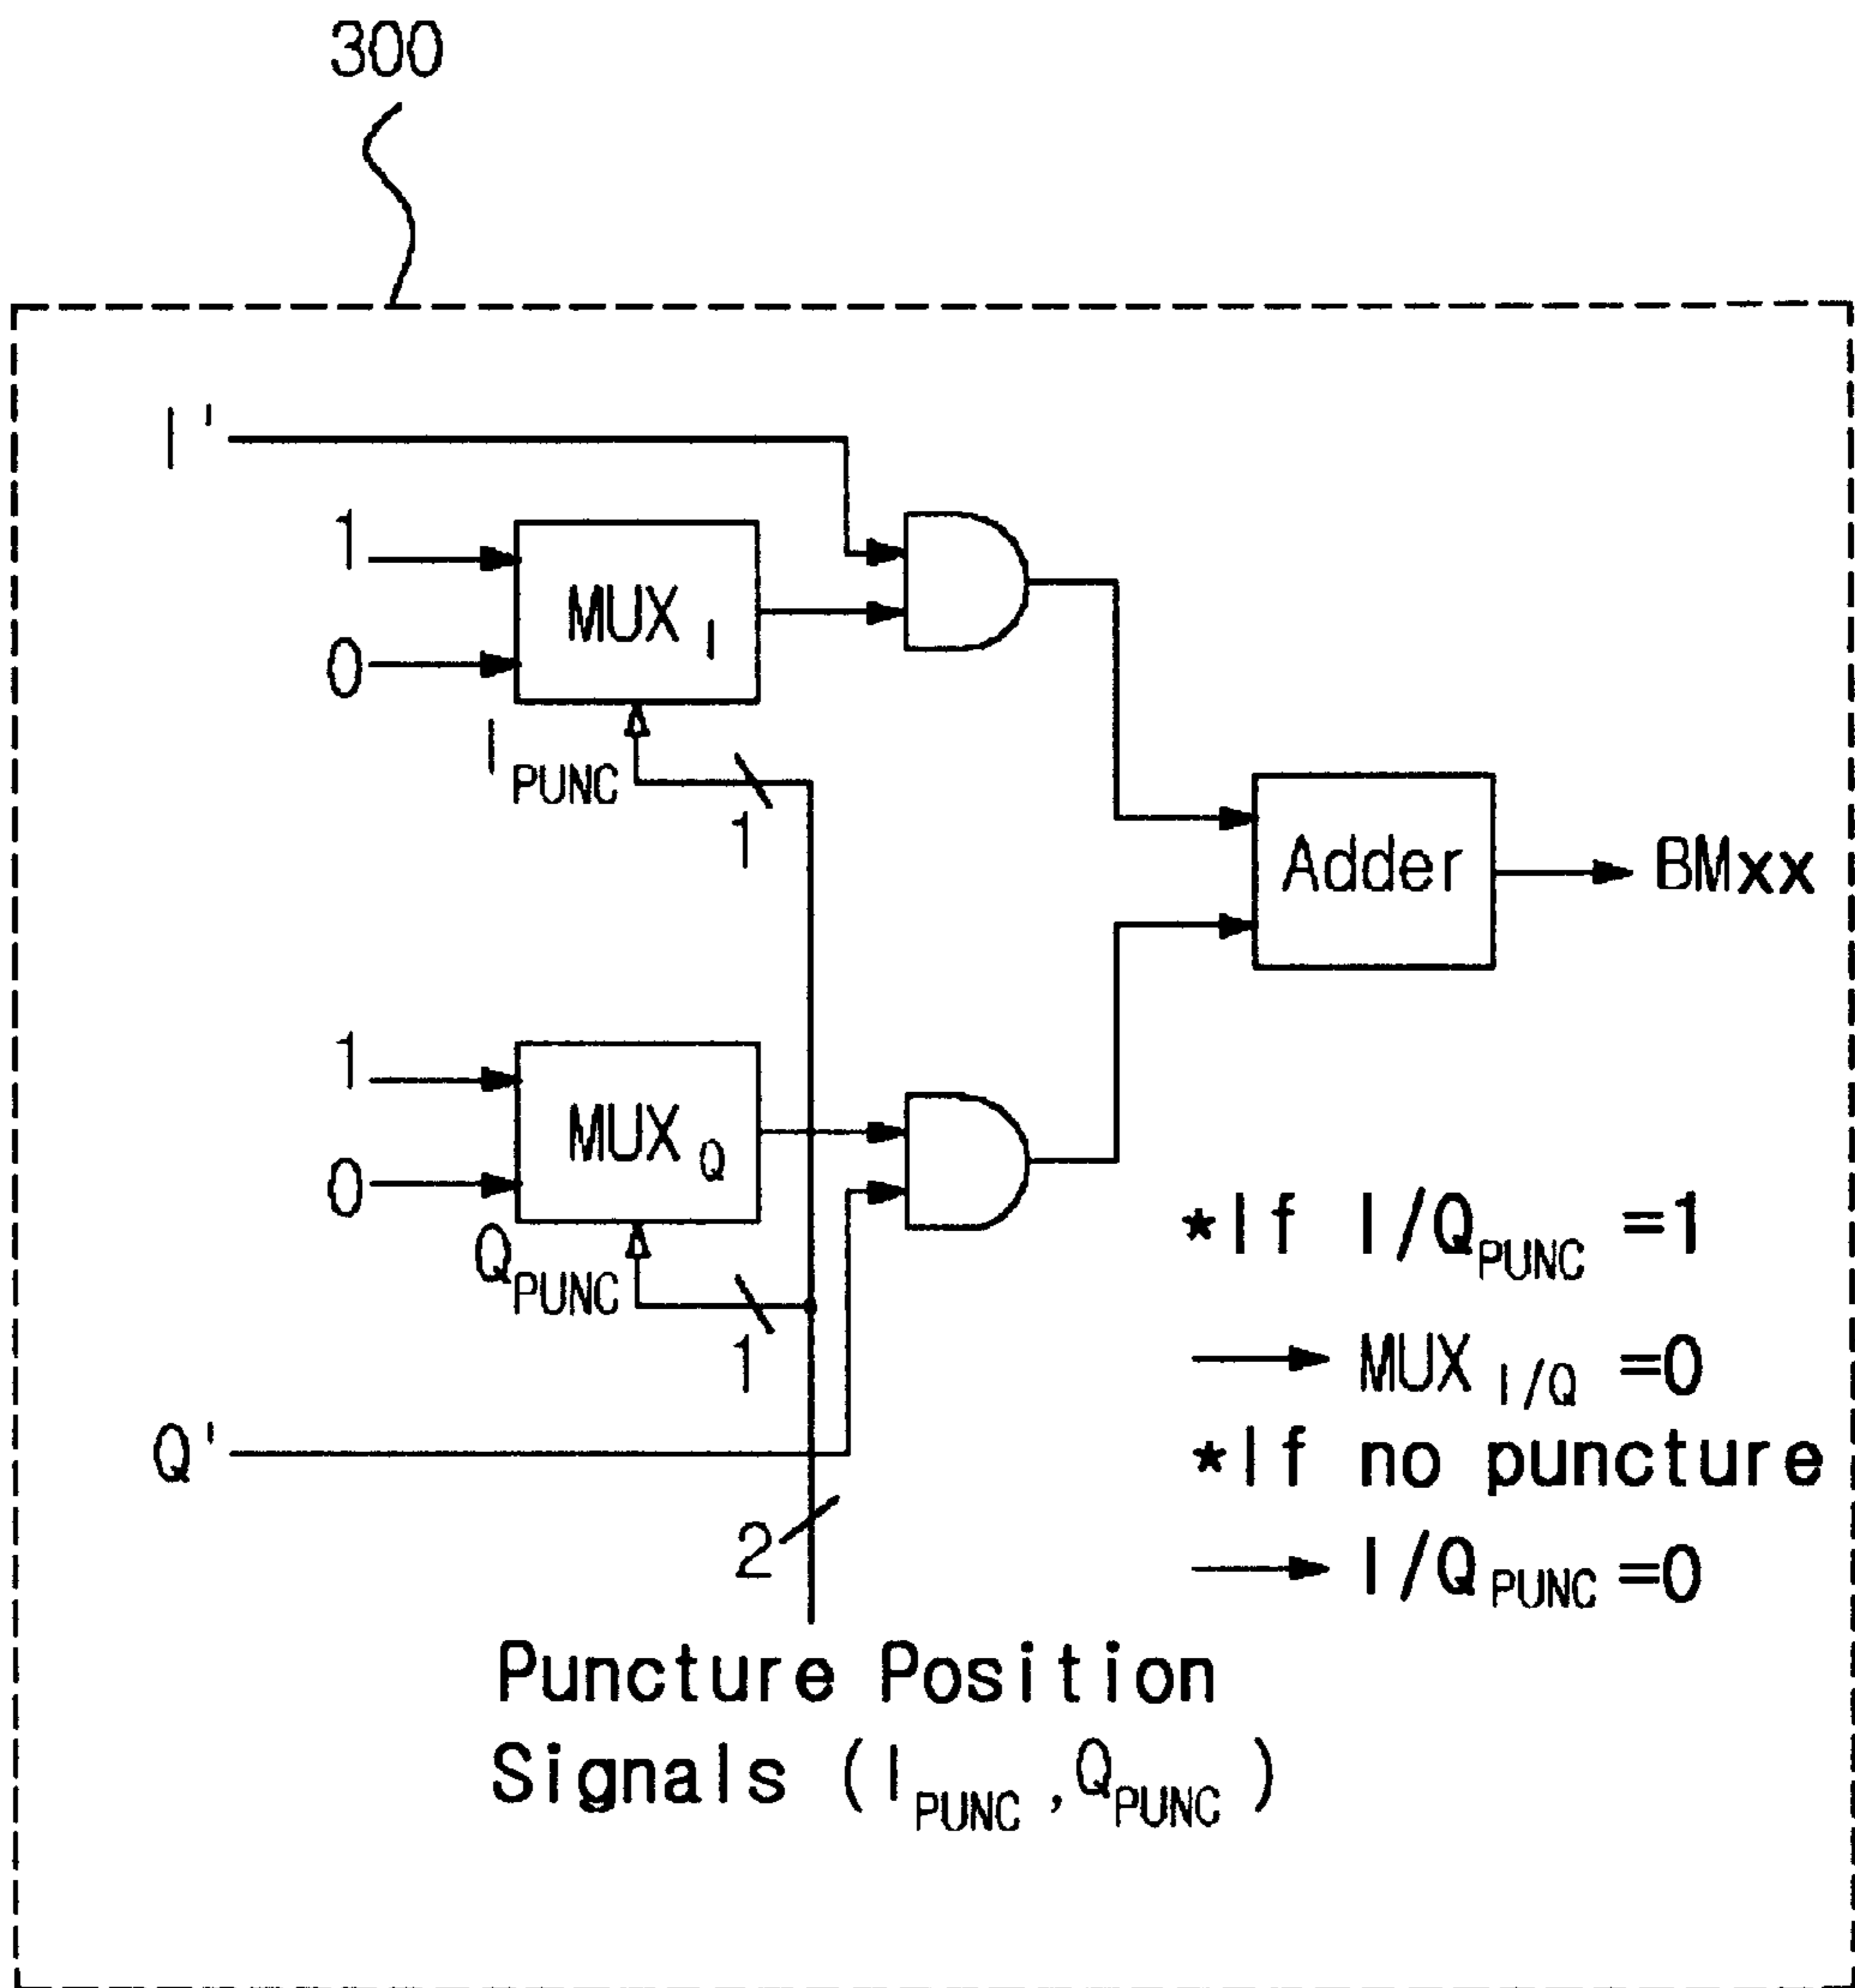 300
I'
1
0
MUX I
I PUNC
1
Adder
BMxx
1
0
MUX Q
Q PUNC
1
Q'
2
*If I/Q PUNC =1
MUX I/Q =0
*If no puncture
I/Q PUNC =0
Puncture Position
Signals (I PUNC ,Q PUNC )